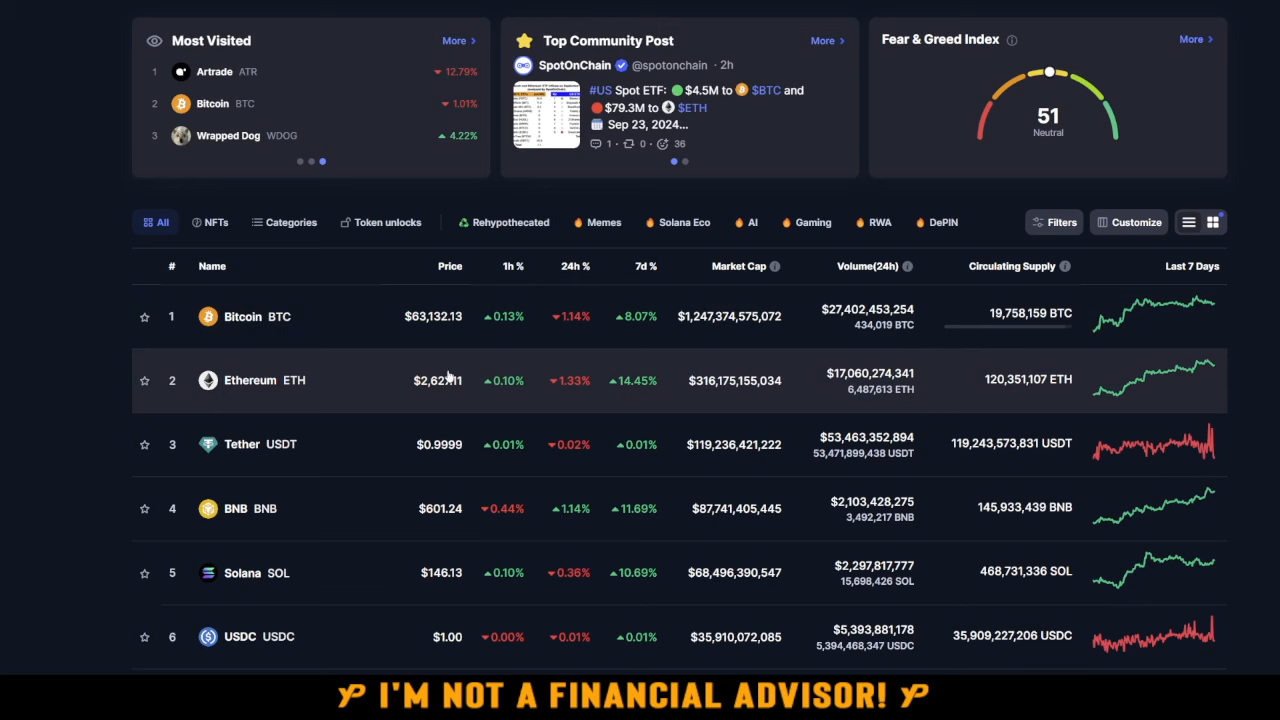 Most Visited
More >
1 Artrade ATR 12.79%
2 Bitcoin 1.01%
3 Wrapped Dog WDOG 4.22%
Top Community Post
More >
SpotOnChain @spotonchain · 2h
#US Spot ETF: to $BTC and
$79.3M to $ETH
Sep 23, 2024...
1 · 0 · 36
Fear & Greed Index
More >
51
Neutral
All NFTs Categories Token unlocks Rehypothecated Memes Solana Eco AI Gaming RWA DePIN Filters Customize
# Name Price 1h % 24h % 7d % Market Cap Volume(24h) Circulating Supply Last 7 Days
1 Bitcoin BTC $63,132.13 0.13% 1.14% 8.07% $1,247,374,575,072 $27,402,453,254 19,758,159 BTC
434,019 BTC
2 Ethereum ETH 0.10% 1.33% 14.45% $316,175,155,034 $17,060,274,341 120,351,107 ETH
6,487,613 ETH
3 Tether USDT $0.9999 0.01% 0.02% 0.01% $119,236,421,222 $53,463,352,894 119,243,573,831 USDT
53,471,899,438 USDT
4 BNB BNB $601.24 0.44% 1.14% 11.69% $87,741,405,445 $2,103,428,275 145,933,439 BNB
3,492,217 BNB
5 Solana SOL $146.13 0.10% 0.36% 10.69% $68,496,390,547 $2,297,817,777 468,731,336 SOL
15,698,426 SOL
6 USDC USDC $1.00 0.00% 0.01% 0.01% $35,910,072,085 $5,393,881,178 35,909,227,206 USDC
5,394,468,347 USDC
I'M NOT A FINANCIAL ADVISOR!